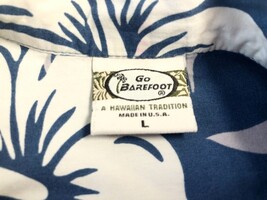 Go
BAREFOOT®
A HAWAIIAN TRADITION
MADE IN U.S.A.
L